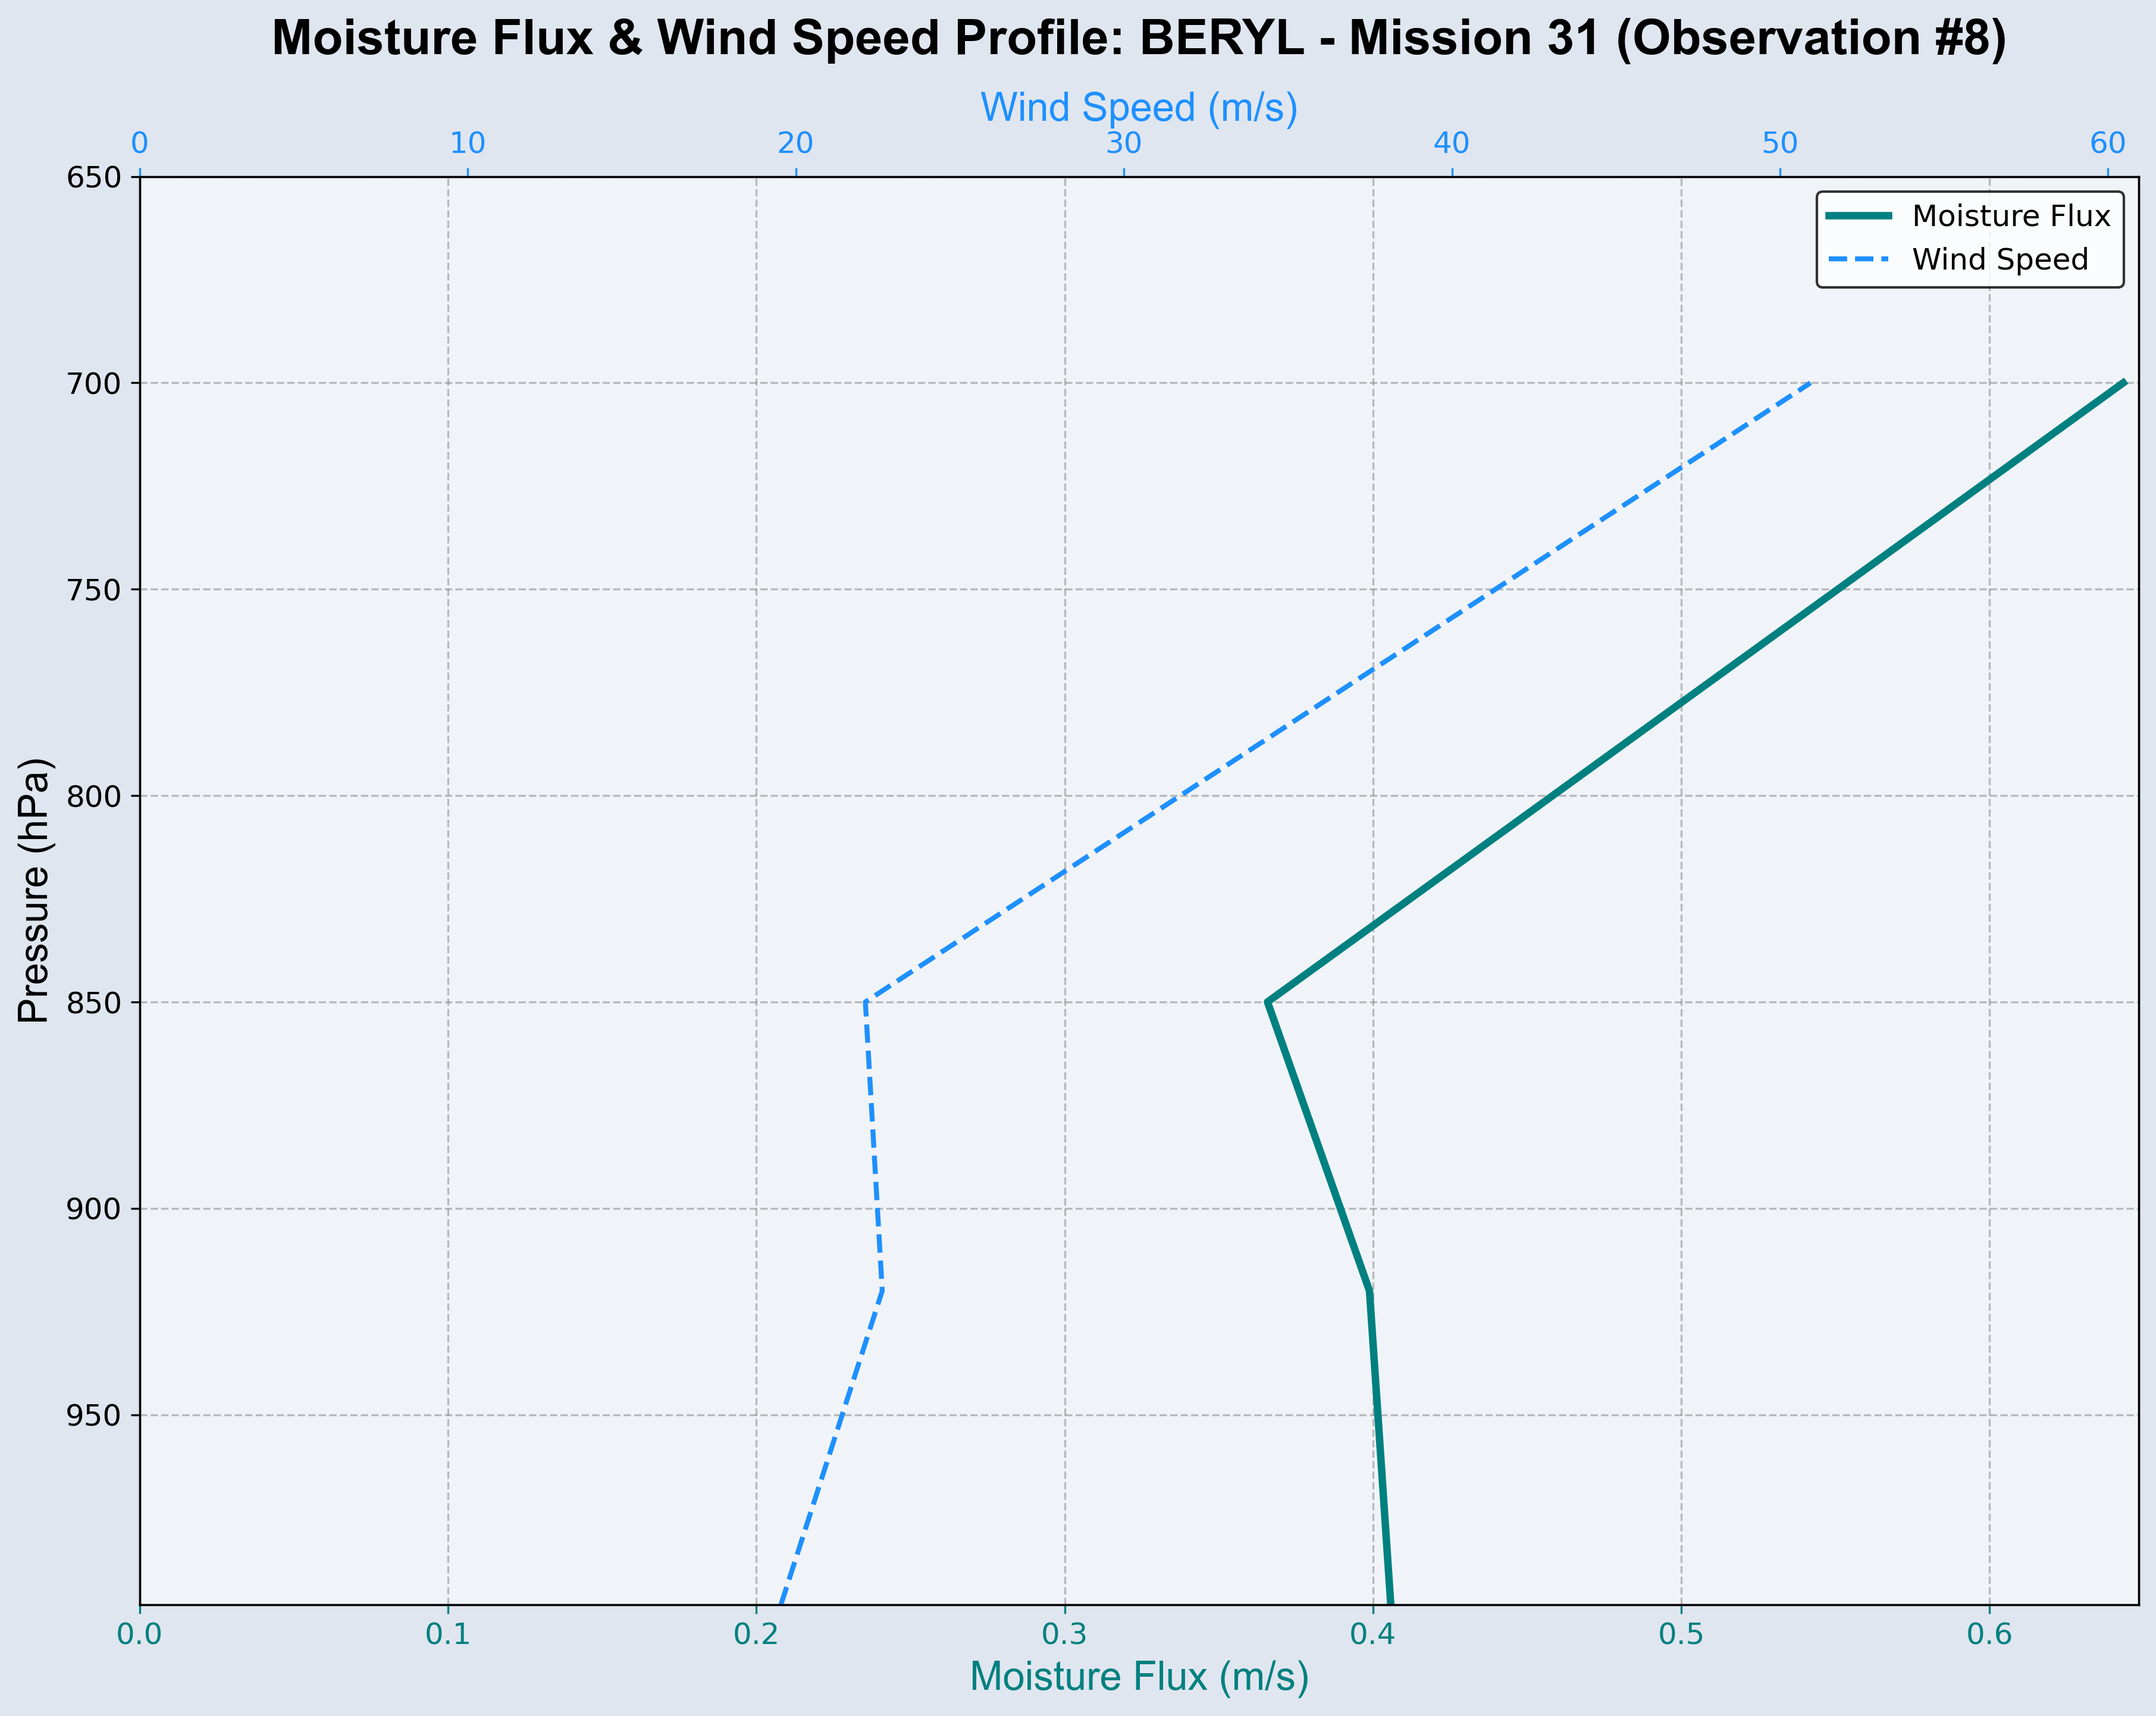 Moisture Flux & Wind Speed Profile: BERYL - Mission 31 (Observation #8)
Wind Speed (m/s)
0 10 20 30 40 50 60
Moisture Flux
Wind Speed
Pressure (hPa)
650
700
750
800
850
900
950
0.0 0.1 0.2 0.3 0.4 0.5 0.6
Moisture Flux (m/s)